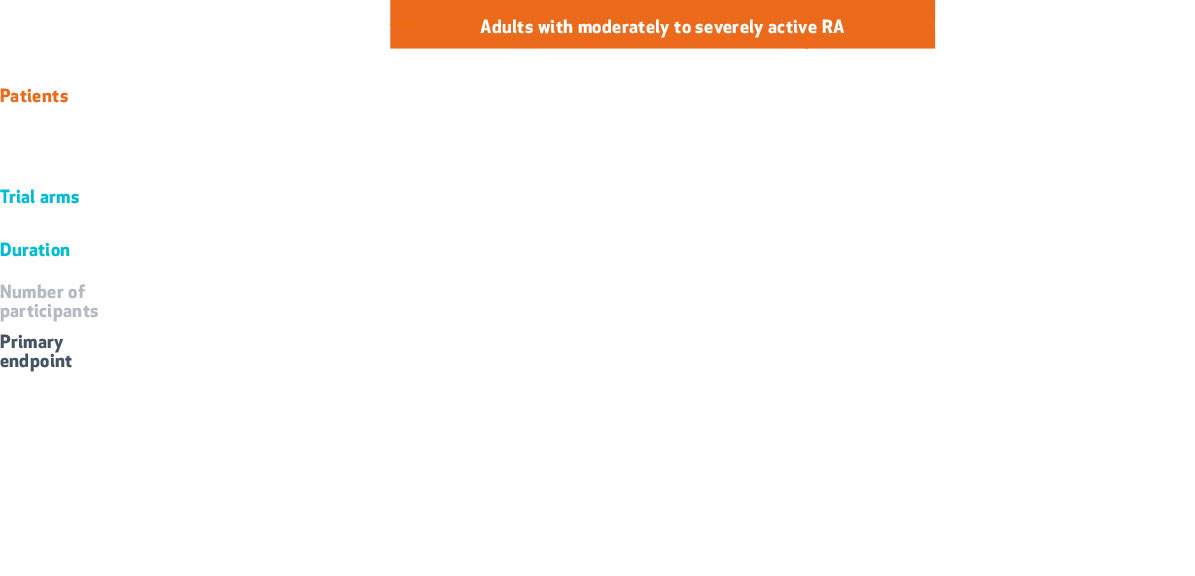 Adults with moderately to severely active RA
Patients
Trial arms
Duration
Number of
participants
Primary
endpoint